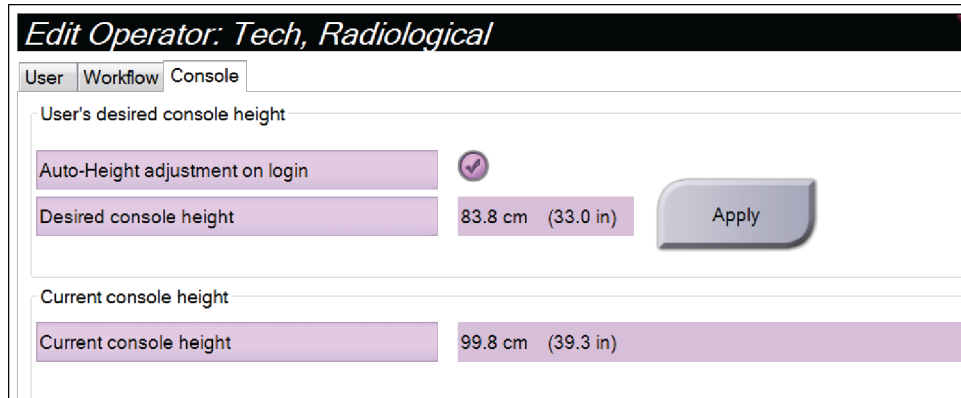 Edit Operator: Tech, Radiological
User Workflow Console
User's desired console height
Auto-Height adjustment on login
Desired console height 83.8 cm (33.0 in) Apply
Current console height
Current console height 99.8 cm (39.3 in)